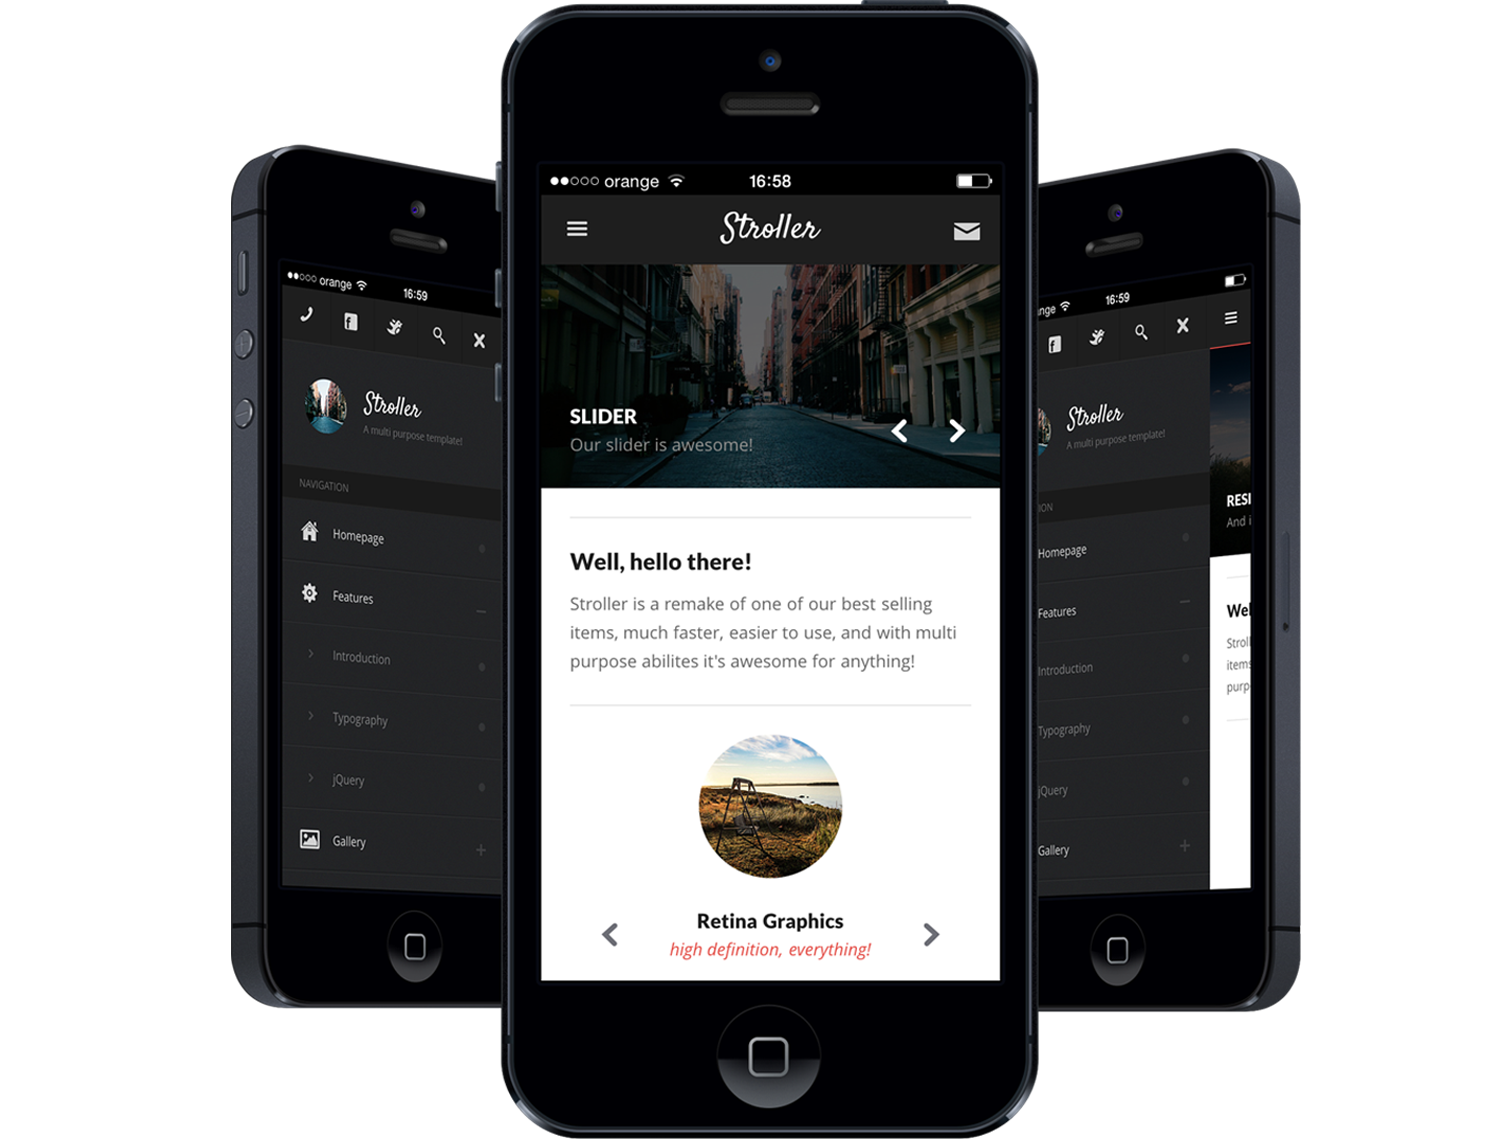 orange 16:59
Stroller
A multi purpose template!
NAVIGATION
Homepage
Features
Introduction
Typography
jQuery
Gallery
orange 16:58
Stroller
SLIDER
Our slider is awesome!
Well, hello there!
Stroller is a remake of one of our best selling
items, much faster, easier to use, and with multi
purpose abilites it's awesome for anything!
Retina Graphics
high definition, everything!
nge 16:59
Stroller
A multi purpose template!
ION
Homepage
Features
Introduction
Typography
jQuery
Gallery
RESI
And i
Wel
Stroll
items
purp